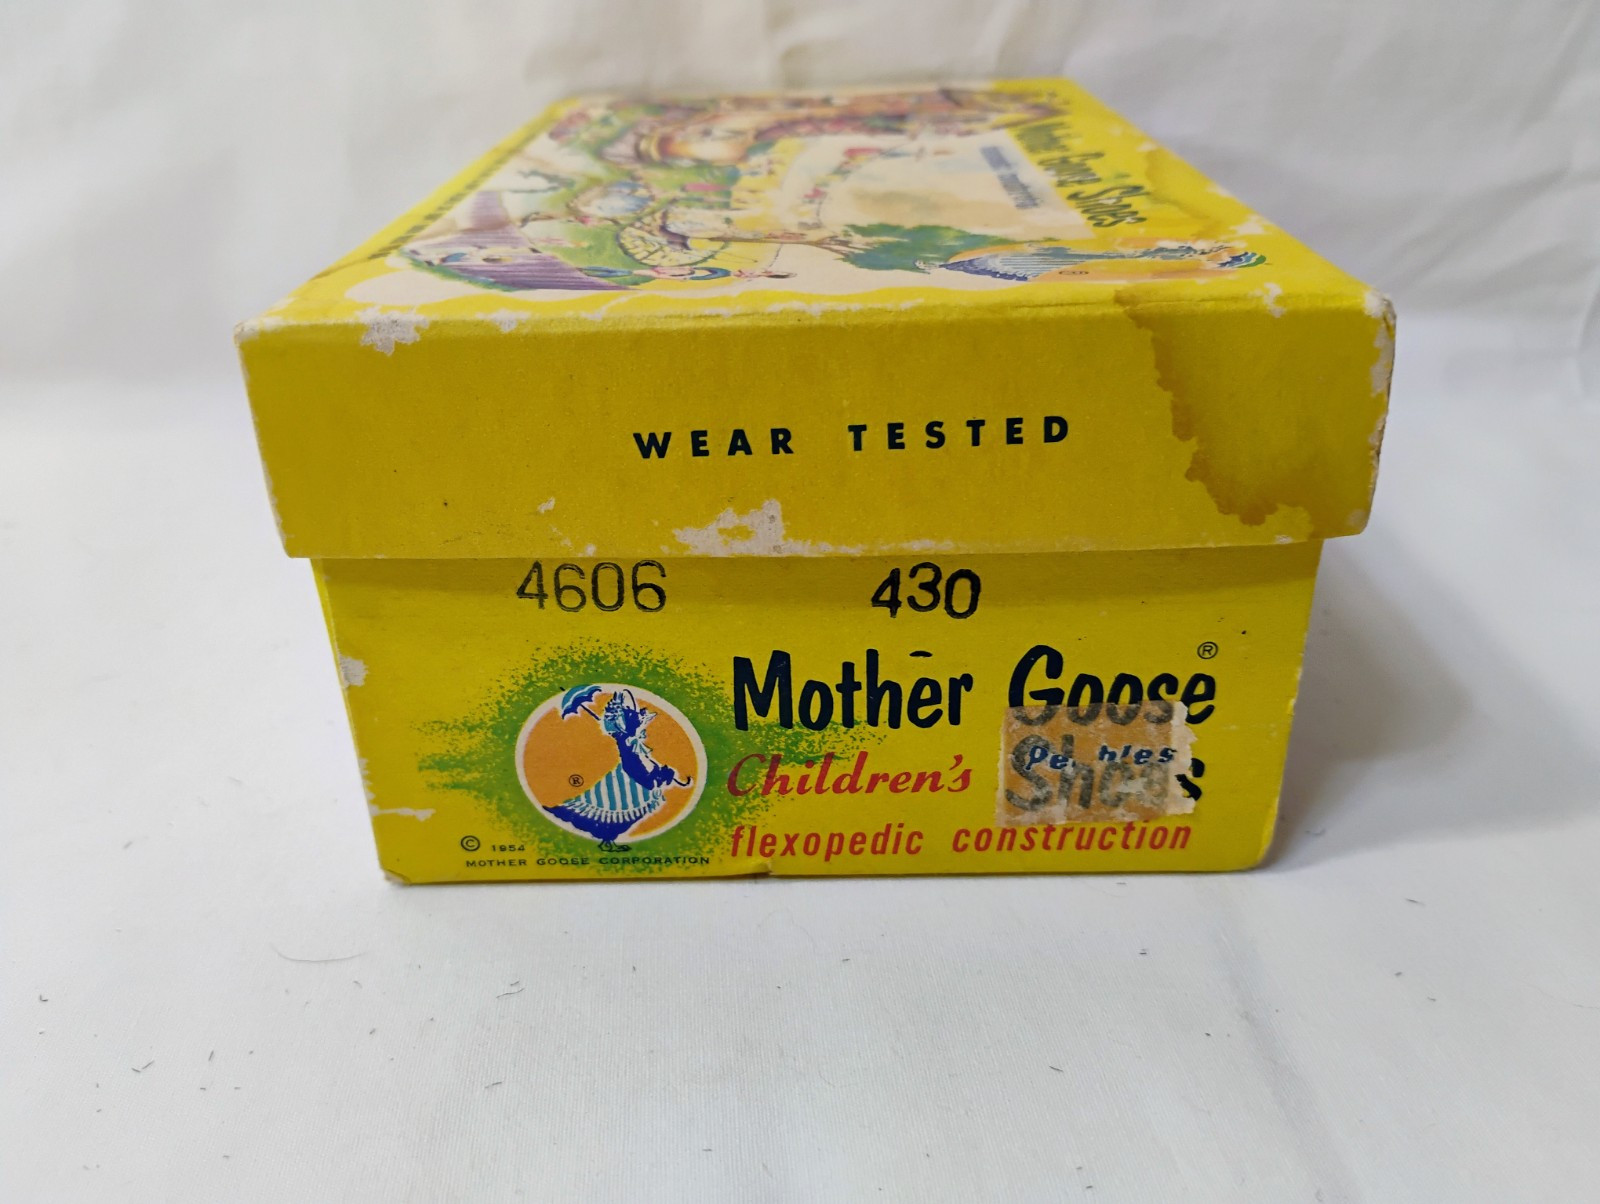 Mother Goose Shoes
WEAR TESTED
4606 430
Mother Goose ®
Children's Shoes
flexopedic construction
®
© 1954
MOTHER GOOSE CORPORATION